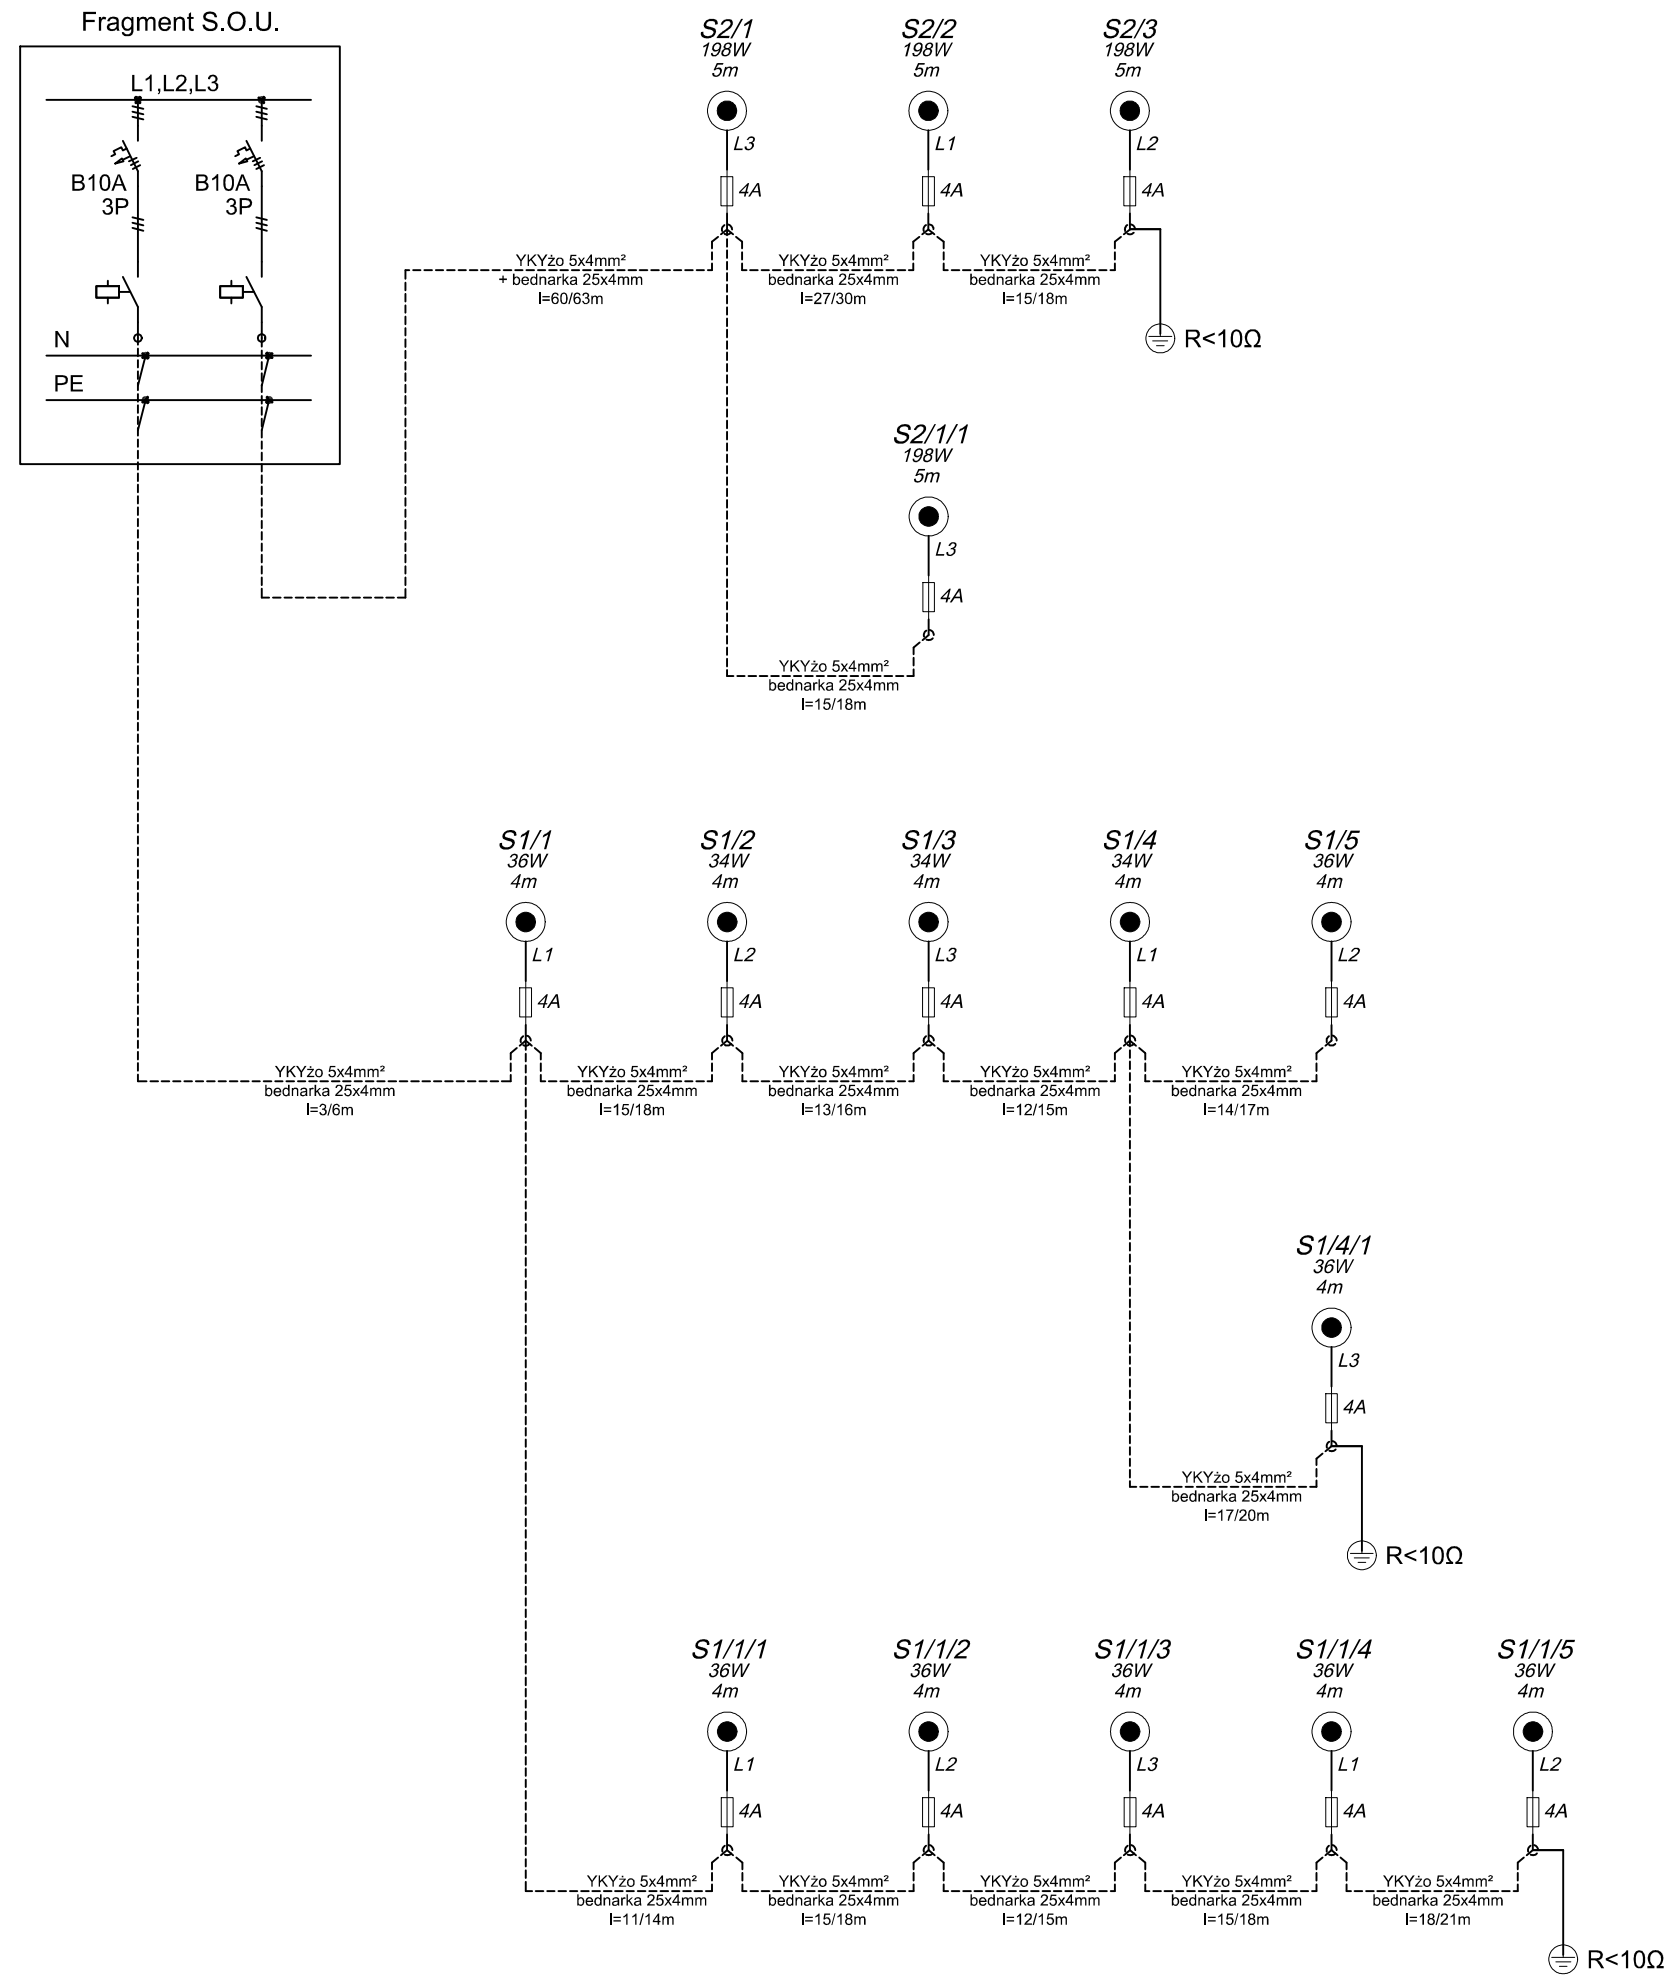 Fragment S.O.U.
L1,L2,L3
B10A
3P
B10A
3P
N
PE
S2/1
198W
5m
L3
4A
S2/2
198W
5m
L1
4A
S2/3
198W
5m
L2
4A
YKYżo 5x4mm²
+ bednarka 25x4mm
l=60/63m
YKYżo 5x4mm²
bednarka 25x4mm
l=27/30m
YKYżo 5x4mm²
bednarka 25x4mm
l=15/18m
R<10Ω
S2/1/1
198W
5m
L3
4A
YKYżo 5x4mm²
bednarka 25x4mm
l=15/18m
S1/1
36W
4m
L1
4A
S1/2
34W
4m
L2
4A
S1/3
34W
4m
L3
4A
S1/4
34W
4m
L1
4A
S1/5
36W
4m
L2
4A
YKYżo 5x4mm²
bednarka 25x4mm
l=3/6m
YKYżo 5x4mm²
bednarka 25x4mm
l=15/18m
YKYżo 5x4mm²
bednarka 25x4mm
l=13/16m
YKYżo 5x4mm²
bednarka 25x4mm
l=12/15m
YKYżo 5x4mm²
bednarka 25x4mm
l=14/17m
S1/4/1
36W
4m
L3
4A
YKYżo 5x4mm²
bednarka 25x4mm
l=17/20m
R<10Ω
S1/1/1
36W
4m
L1
4A
S1/1/2
36W
4m
L2
4A
S1/1/3
36W
4m
L3
4A
S1/1/4
36W
4m
L1
4A
S1/1/5
36W
4m
L2
4A
YKYżo 5x4mm²
bednarka 25x4mm
l=11/14m
YKYżo 5x4mm²
bednarka 25x4mm
l=15/18m
YKYżo 5x4mm²
bednarka 25x4mm
l=12/15m
YKYżo 5x4mm²
bednarka 25x4mm
l=15/18m
YKYżo 5x4mm²
bednarka 25x4mm
l=18/21m
R<10Ω